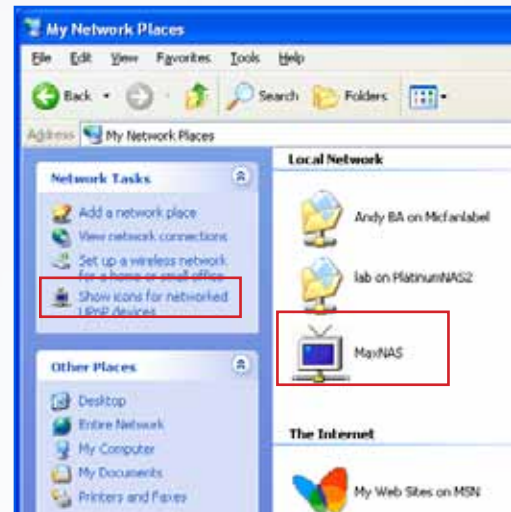 My Network Places
File Edit View Favorites Tools Help
Back Search Folders
Address My Network Places
Network Tasks
Add a network place
View network connections
Set up a wireless network
for a home or small office
Show icons for networked
UPnP devices
Other Places
Desktop
Entire Network
My Computer
My Documents
Printers and Faxes
Local Network
Andy BA on Micfanlabel
lab on PlatinumNAS2
MaxNAS
The Internet
My Web Sites on MSN